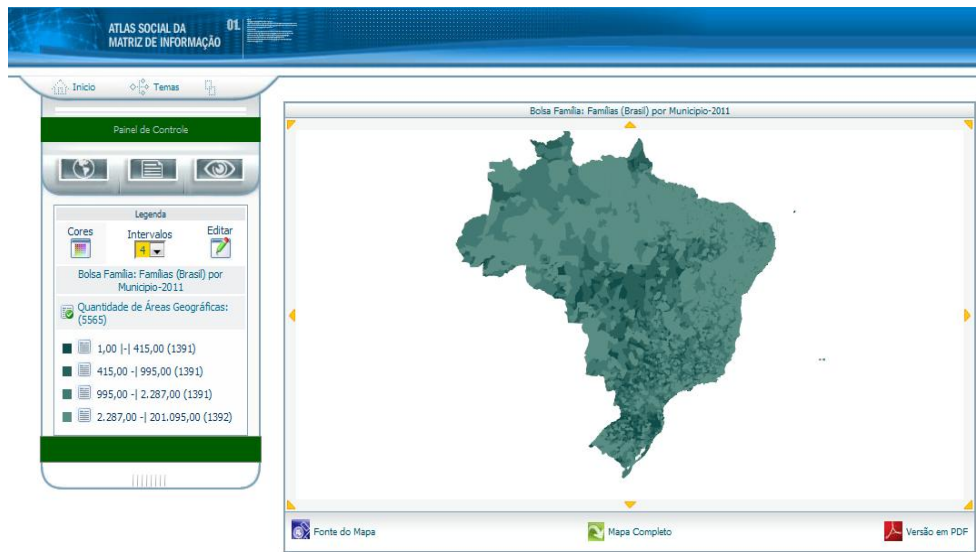 ATLAS SOCIAL DA
MATRIZ DE INFORMAÇÃO
01.
Inicio
Temas
Painel de Controle
Legenda
Cores
Intervalos
Editar
4
Bolsa Família: Famílias (Brasil) por
Municipio-2011
Quantidade de Áreas Geográficas:
(5565)
1,00 |-| 415,00 (1391)
415,00 -| 995,00 (1391)
995,00 -| 2.287,00 (1391)
2.287,00 -| 201.095,00 (1392)
Bolsa Família: Famílias (Brasil) por Municipio-2011
Fonte do Mapa
Mapa Completo
Versão em PDF